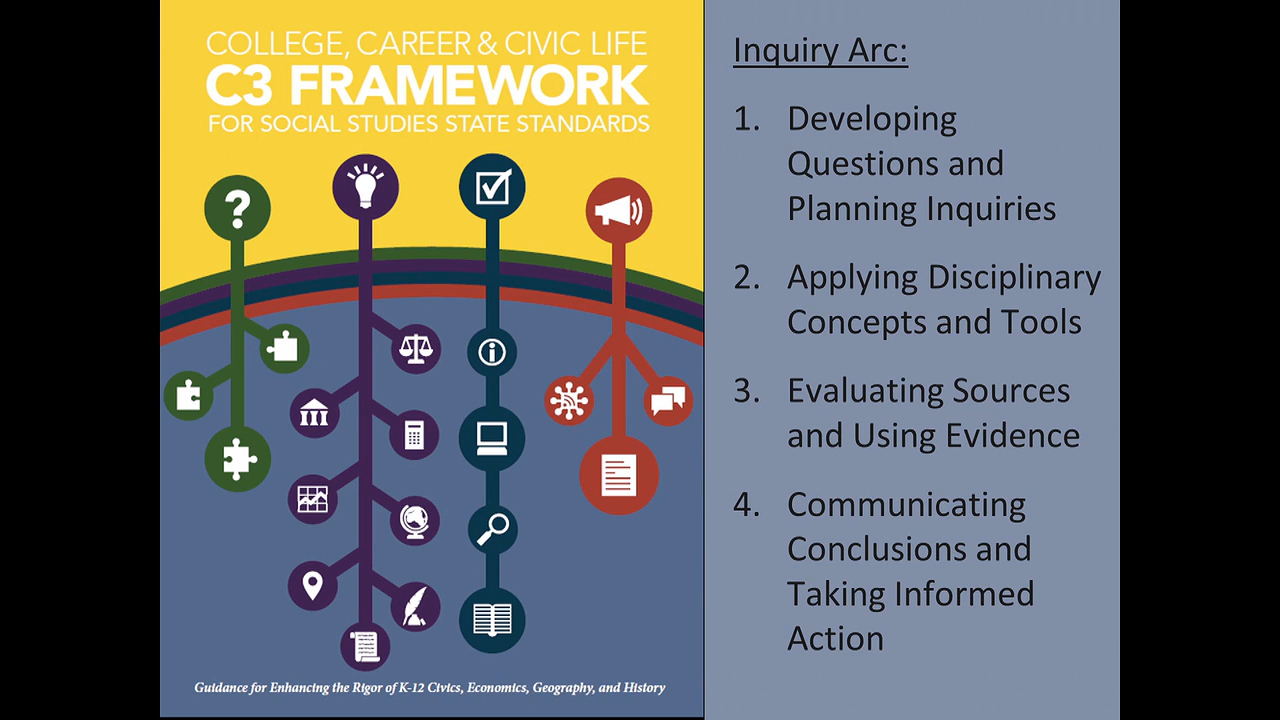 COLLEGE, CAREER & CIVIC LIFE
C3 FRAMEWORK
FOR SOCIAL STUDIES STATE STANDARDS
?
i
Guidance for Enhancing the Rigor of K-12 Civics, Economics, Geography, and History
Inquiry Arc:
1. Developing
Questions and
Planning Inquiries
2. Applying Disciplinary
Concepts and Tools
3. Evaluating Sources
and Using Evidence
4. Communicating
Conclusions and
Taking Informed
Action